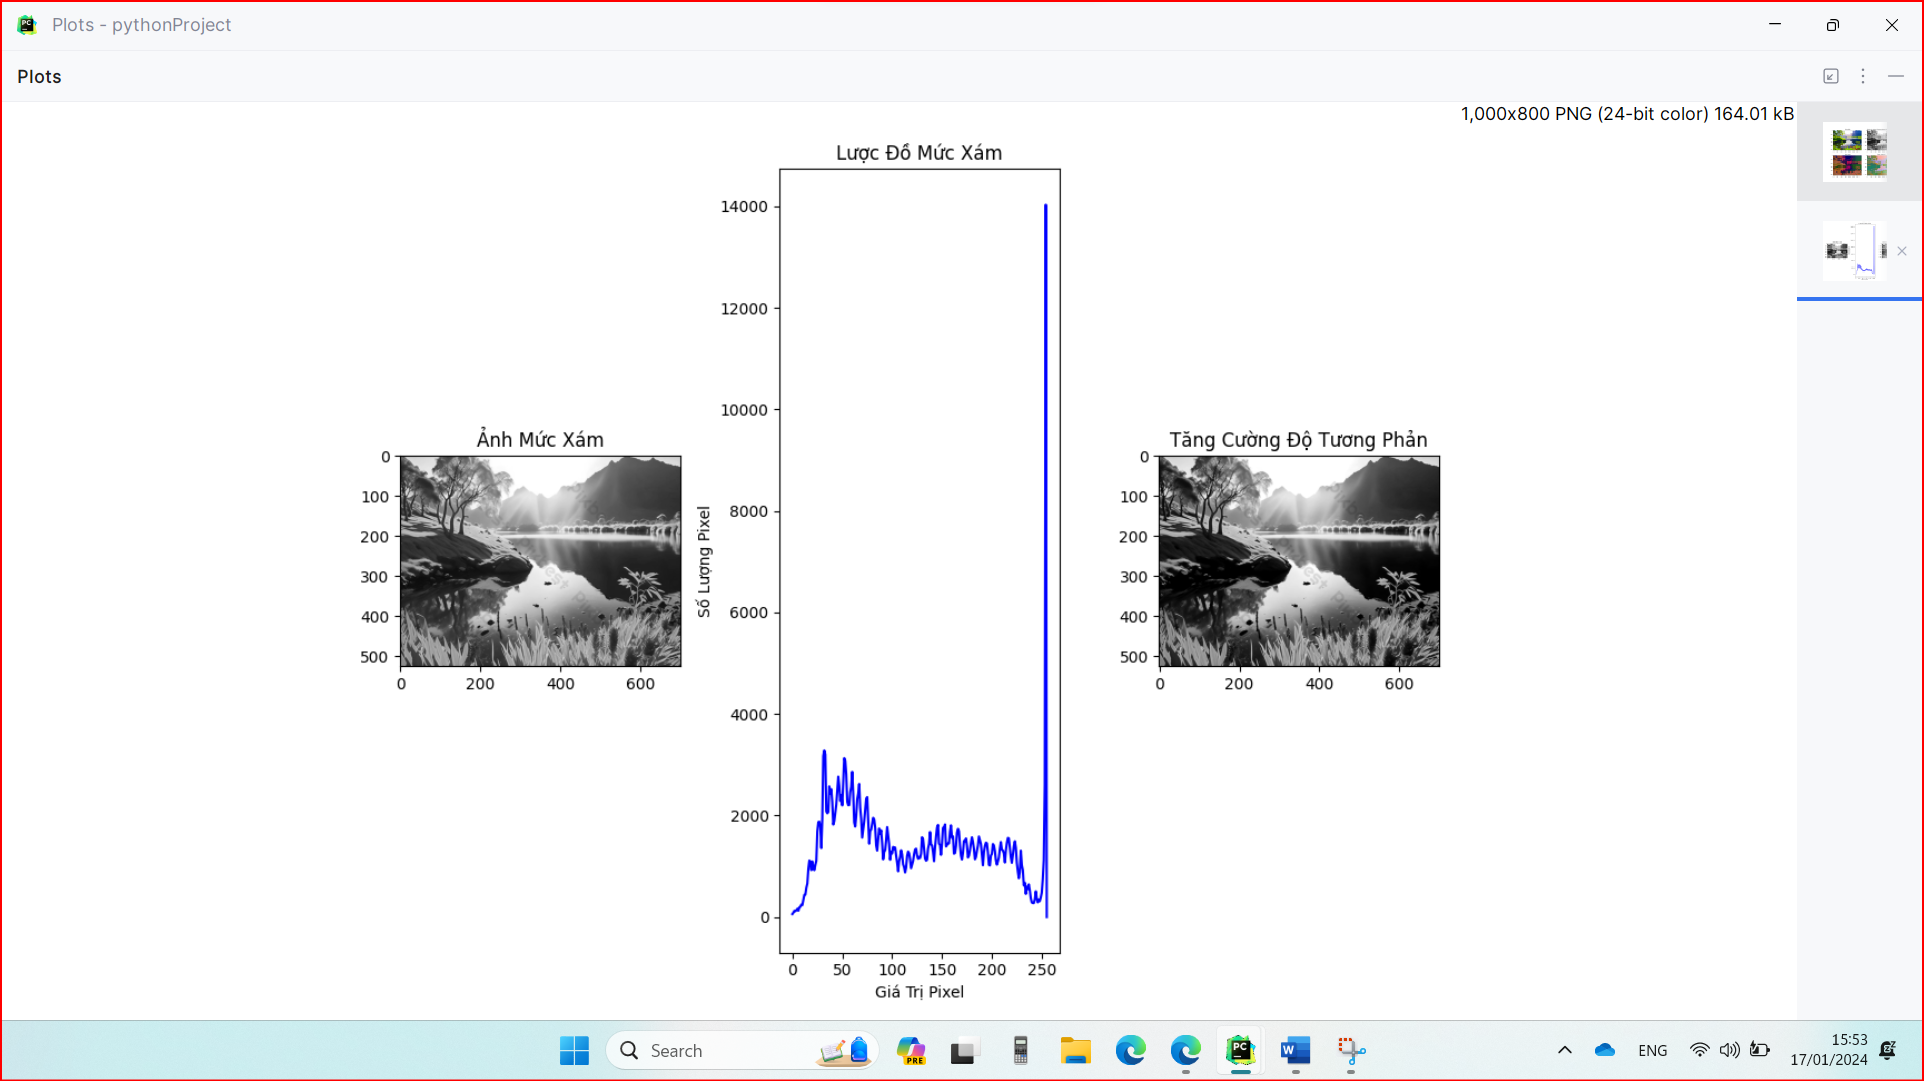 Plots - pythonProject
Plots
1,000x800 PNG (24-bit color) 164.01 kB
Lược Đồ Mức Xám
14000
12000
10000
8000
6000
4000
2000
0
Số Lượng Pixel
0 50 100 150 200 250
Giá Trị Pixel
Ảnh Mức Xám
0
100
200
300
400
500
0 200 400 600
Tăng Cường Độ Tương Phản
0
100
200
300
400
500
0 200 400 600
Search
PRE
PC
W
ENG
15:53
17/01/2024